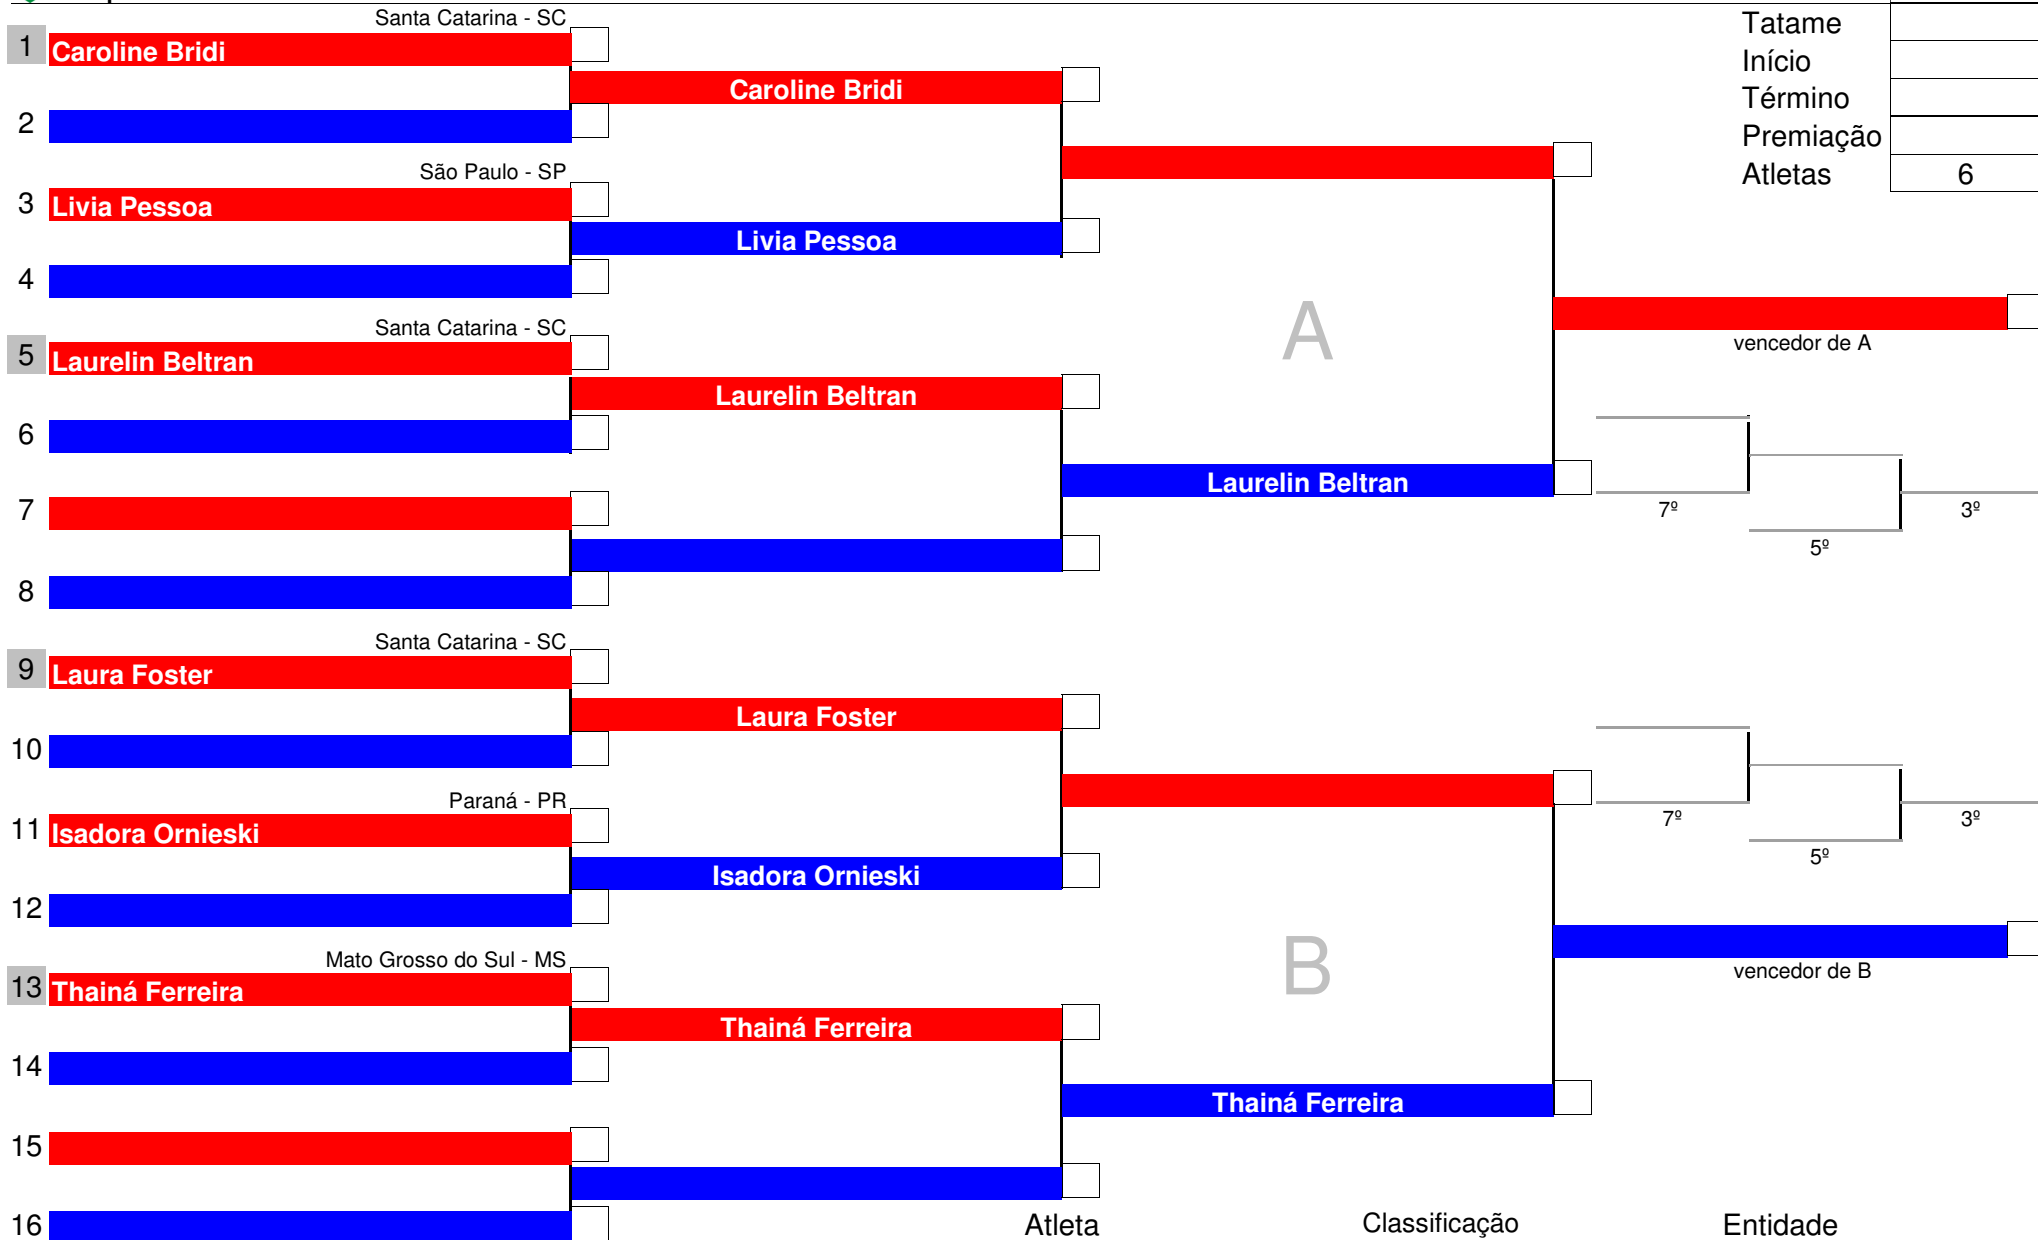 Santa Catarina - SC
1 Caroline Bridi
Caroline Bridi
2
São Paulo - SP
3 Livia Pessoa
Livia Pessoa
4
Santa Catarina - SC
5 Laurelin Beltran
Laurelin Beltran
6
Laurelin Beltran
7
8
Santa Catarina - SC
9 Laura Foster
Laura Foster
10
Paraná - PR
11 Isadora Ornieski
Isadora Ornieski
12
Mato Grosso do Sul - MS
13 Thainá Ferreira
Thainá Ferreira
14
Thainá Ferreira
15
16
A
B
Tatame
Início
Término
Premiação
Atletas 6
vencedor de A
7º
3º
5º
7º
3º
5º
vencedor de B
Atleta Classificação Entidade